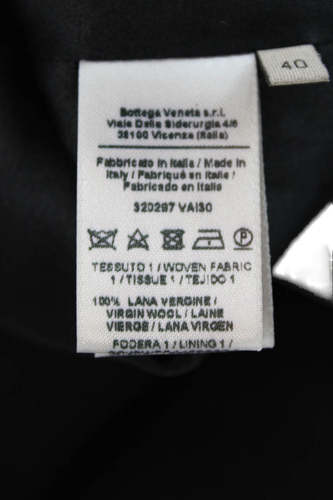 40
Bottega Veneta s.r.l.
Viale Della Siderurgia 4/6
36100 Vicenza (Italia)
Fabbricato in Italia / Made in
Italy / Fabriqué en Italie /
Fabricado en Italie
320297 VAI30
P
TESSUTO 1 / WOVEN FABRIC
1 / TISSUE 1 / TEJIDO 1
100% LANA VERGINE /
VIRGIN WOOL / LAINE
VIERGE / LANA VIRGEN
FODERA 1 / LINING 1 /